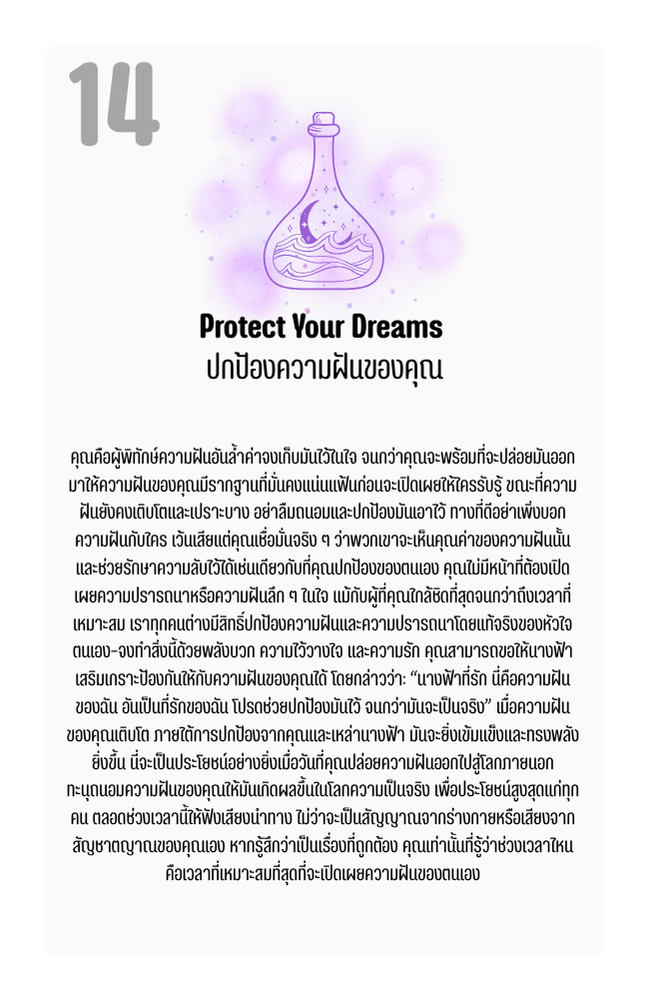 14
Protect Your Dreams
ปกป้องความฝันของคุณ
คุณคือผู้พิทักษ์ความฝันอันล้ำค่าจงเก็บมันไว้ในใจ จนกว่าคุณจะพร้อมที่จะปล่อยมันออก
มาให้ความฝันของคุณมีรากฐานที่มั่นคงแน่นแฟ้นก่อนจะเปิดเผยให้ใครรับรู้ ขณะที่ความ
ฝันยังคงเติบโตและเปราะบาง อย่าลืมถนอมและปกป้องมันเอาไว้ ทางที่ดีอย่าเพิ่งบอก
ความฝันกับใคร เว้นเสียแต่คุณเชื่อมั่นจริง ๆ ว่าพวกเขาจะเห็นคุณค่าของความฝันนั้น
และช่วยรักษาความลับไว้ได้เช่นเดียวกับที่คุณปกป้องของตนเอง คุณไม่มีหน้าที่ต้องเปิด
เผยความปรารถนาหรือความฝันลึก ๆ ในใจ แม้กับผู้ที่คุณใกล้ชิดที่สุดจนกว่าถึงเวลาที่
เหมาะสม เราทุกคนต่างมีสิทธิ์ปกป้องความฝันและความปรารถนาโดยแท้จริงของหัวใจ
ตนเอง-จงทำสิ่งนี้ด้วยพลังบวก ความไว้วางใจ และความรัก คุณสามารถขอให้นางฟ้า
เสริมเกราะป้องกันให้กับความฝันของคุณได้ โดยกล่าวว่า: “นางฟ้าที่รัก นี่คือความฝัน
ของฉัน อันเป็นที่รักของฉัน โปรดช่วยปกป้องมันไว้ จนกว่ามันจะเป็นจริง” เมื่อความฝัน
ของคุณเติบโต ภายใต้การปกป้องจากคุณและเหล่านางฟ้า มันจะยิ่งเข้มแข็งและทรงพลัง
ยิ่งขึ้น นี่จะเป็นประโยชน์อย่างยิ่งเมื่อวันที่คุณปล่อยความฝันออกไปสู่โลกภายนอก
ทะนุถนอมความฝันของคุณให้มันเกิดผลขึ้นในโลกความเป็นจริง เพื่อประโยชน์สูงสุดแก่ทุก
คน ตลอดช่วงเวลานี้ให้ฟังเสียงนำทาง ไม่ว่าจะเป็นสัญญาณจากร่างกายหรือเสียงจาก
สัญชาตญาณของคุณเอง หากรู้สึกว่าเป็นเรื่องที่ถูกต้อง คุณเท่านั้นที่รู้ว่าช่วงเวลาไหน
คือเวลาที่เหมาะสมที่สุดที่จะเปิดเผยความฝันของตนเอง